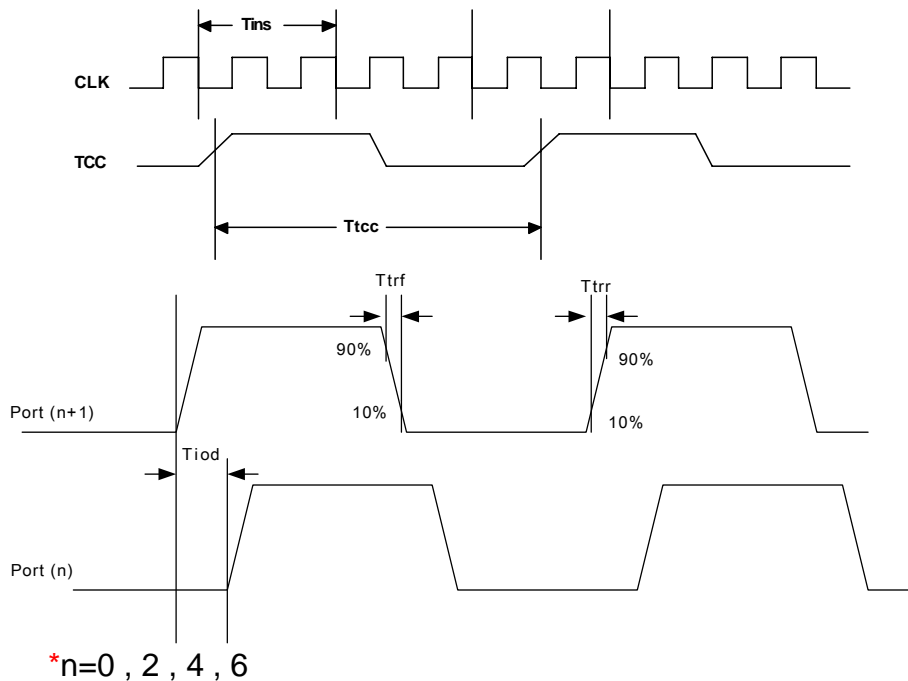 Tins
CLK
TCC
Ttcc
Ttrf
Ttrr
90%
90%
10%
10%
Port (n+1)
Tiod
Port (n)
*n=0 , 2 , 4 , 6